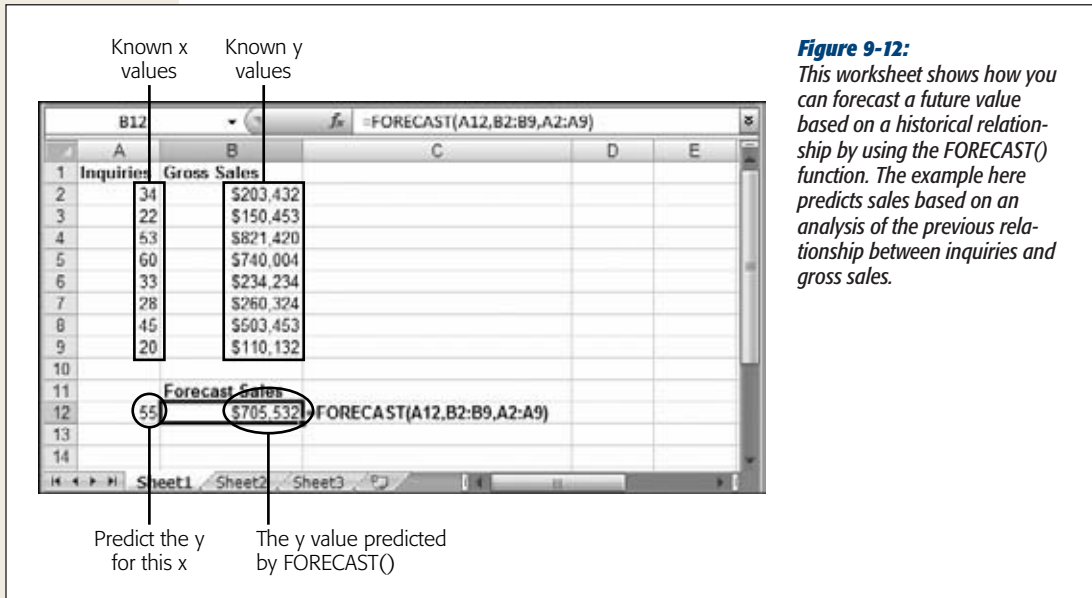 Known x
values
Known y
values
B12
fx
=FORECAST(A12,B2:B9,A2:A9)
A B C D E
1 Inquiries Gross Sales
2 34 $203,432
3 22 $150,453
4 53 $821,420
5 60 $740,004
6 33 $234,234
7 28 $260,324
8 45 $503,453
9 20 $110,132
10
11 Forecast Sales
12 55 $705,532 =FORECAST(A12,B2:B9,A2:A9)
13
14
Sheet1 Sheet2 Sheet3
Predict the y
for this x
The y value predicted
by FORECAST()
Figure 9-12:
This worksheet shows how you
can forecast a future value
based on a historical relation-
ship by using the FORECAST()
function. The example here
predicts sales based on an
analysis of the previous rela-
tionship between inquiries and
gross sales.